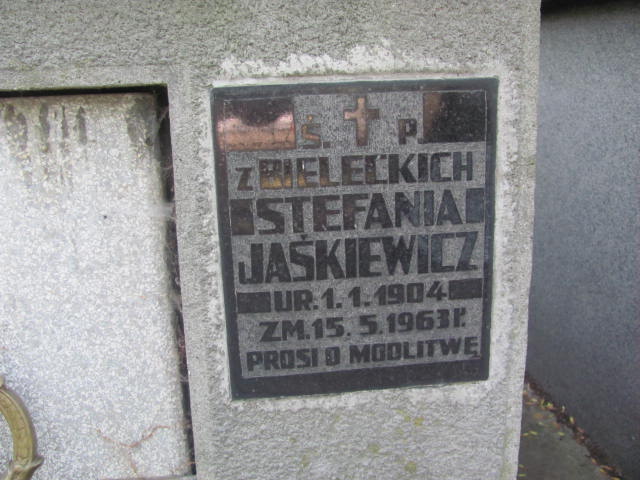 Ś. P
Z BIELECKICH
STEFANIA
JAŚKIEWICZ
UR. 1. 1. 1904
ZM. 15. 5. 1963 r.
PROSI O MODLITWĘ